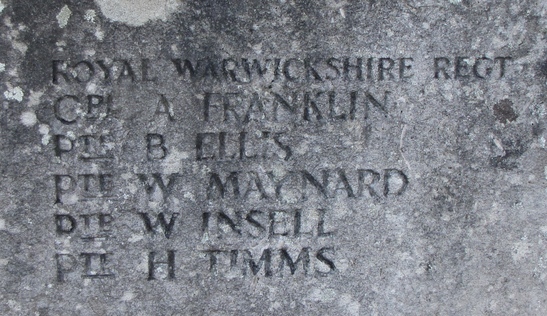 ROYAL WARWICKSHIRE REGT
CPL A FRANKLIN
PTE B ELLIS
PTE W MAYNARD
PTE W INSELL
PTE H TIMMS